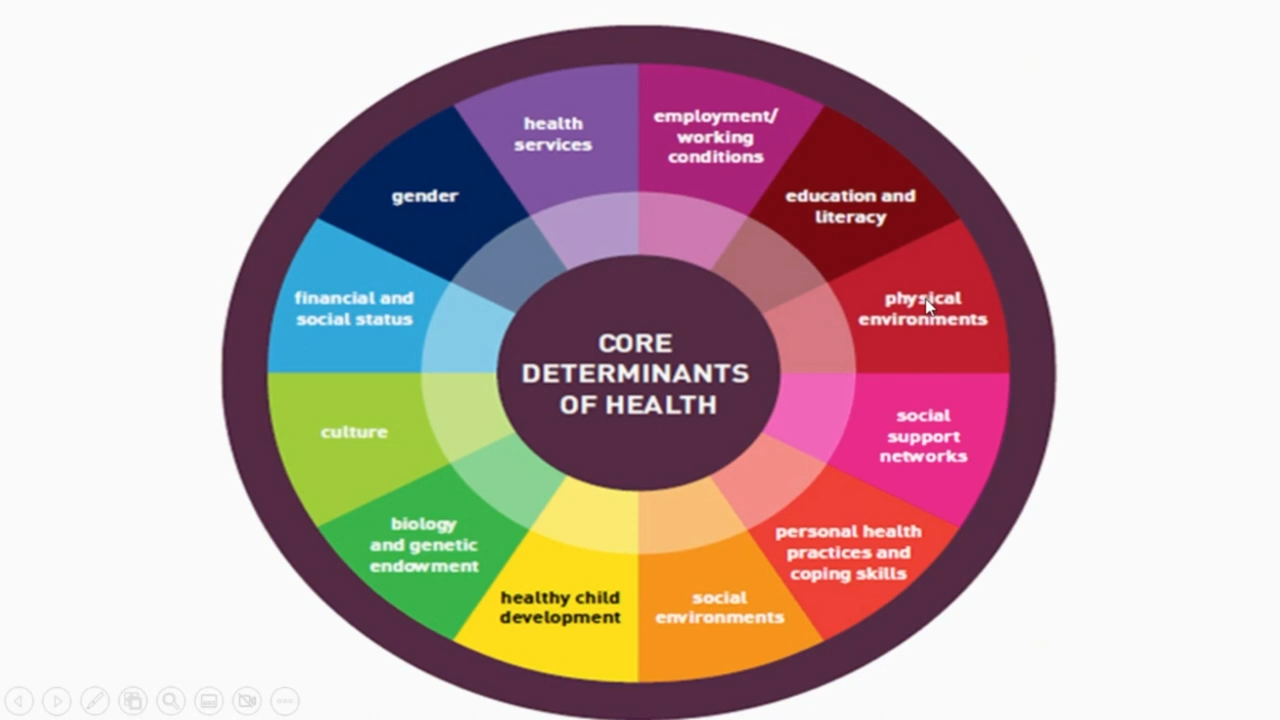 health
services
employment/
working
conditions
education and
literacy
physical
environments
social
support
networks
personal health
practices and
coping skills
social
environments
healthy child
development
biology
and genetic
endowment
culture
financial and
social status
gender
CORE
DETERMINANTS
OF HEALTH